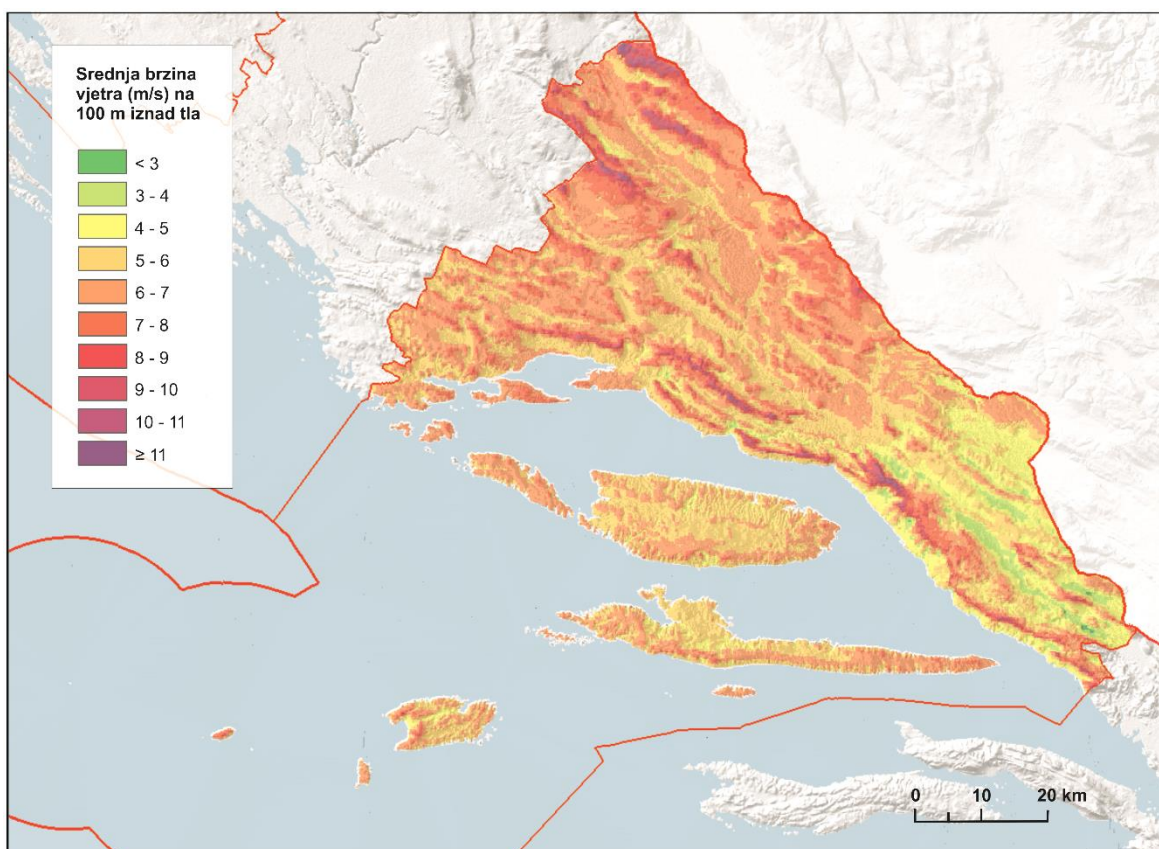 Srednja brzina
vjetra (m/s) na
100 m iznad tla
< 3
3 - 4
4 - 5
5 - 6
6 - 7
7 - 8
8 - 9
9 - 10
10 - 11
≥ 11
0 10 20 km